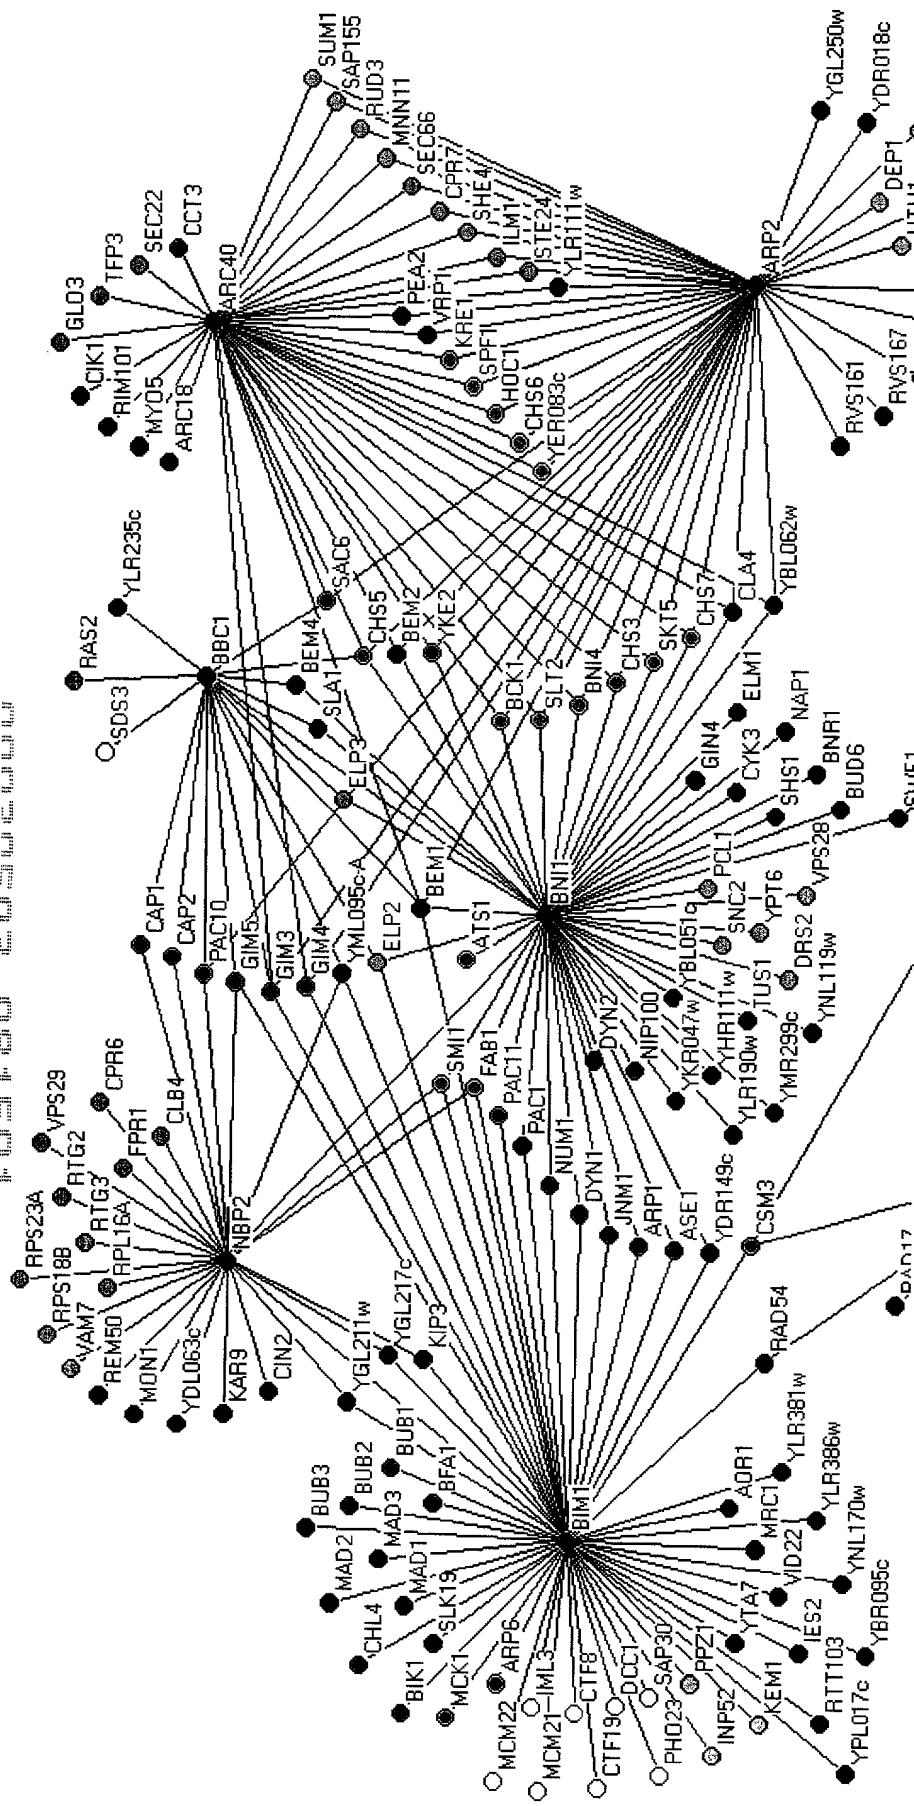 SUM1
SAP155
RUD3
MNN11
SEC66
CPR7
SHE4
ILM1
STE24
YLR111w
GLO3
TFP3
SEC22
CCT3
CIK1
RIM101
MYO5
ARC18
ARC40
PEA2
VRP1
KRE1
SPF1
HOC1
CHS6
YER083c
YGL250w
YDR018c
DEP1
ARP2
RVS161
RVS167
RAS2
YLR235c
SDS3
BBC1
SAC6
BEM4
SLA1
CHS5
BEM2
YKE2
ELP3
BCK1
SLT2
BNI4
CHS3
SKT5
CHS7
CLA4
YBL062w
CAP1
CAP2
PAC10
GIM5
GIM3
GIM4
YML095c-A
ELP2
BEM1
ATS1
BNI1
GIN4
ELM1
CYK3
NAP1
SHS1
BNR1
BUD6
PCL1
SNC2
YPT6
VPS28
DRS2
YBL051c
TUS1
YNL119w
DYN2
NIP100
YKR047w
YHR111w
YLR190w
YMR299c
SMI1
FAB1
PAC11
PAC1
NUM1
DYN1
JNM1
ARP1
ASE1
YDR149c
CSM3
RAD54
VPS29
CPR6
RTG2
FPR1
CLB4
RPS23A
RTG3
RPL16A
RPS18B
VAM7
REM50
MON1
YDL063c
KAR9
CIN2
NBP2
YGL211w
YGL217c
KIP3
BUB3
BUB2
BUB1
MAD2
MAD3
BFA1
CHL4
MAD1
SLK19
BIK1
MCK1
ARP6
BIM1
MCM22
IML3
MCM21
CTF8
CTF19
DCC1
SAP30
PHO23
PPZ1
INP52
KEM1
YTA7
VID22
MRC1
AOR1
YLR381w
YLR386w
YNL170w
YBR095c
IES2
RTT103
YPL017c